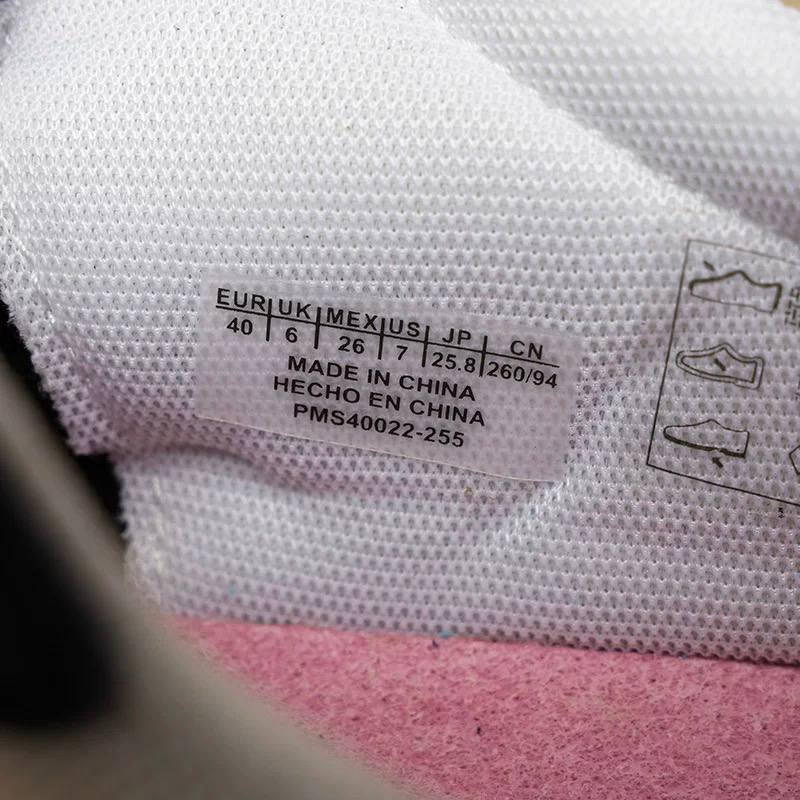 EUR UK MEX US JP CN
40 6 26 7 25.8 260/94
MADE IN CHINA
HECHO EN CHINA
PMS40022-255